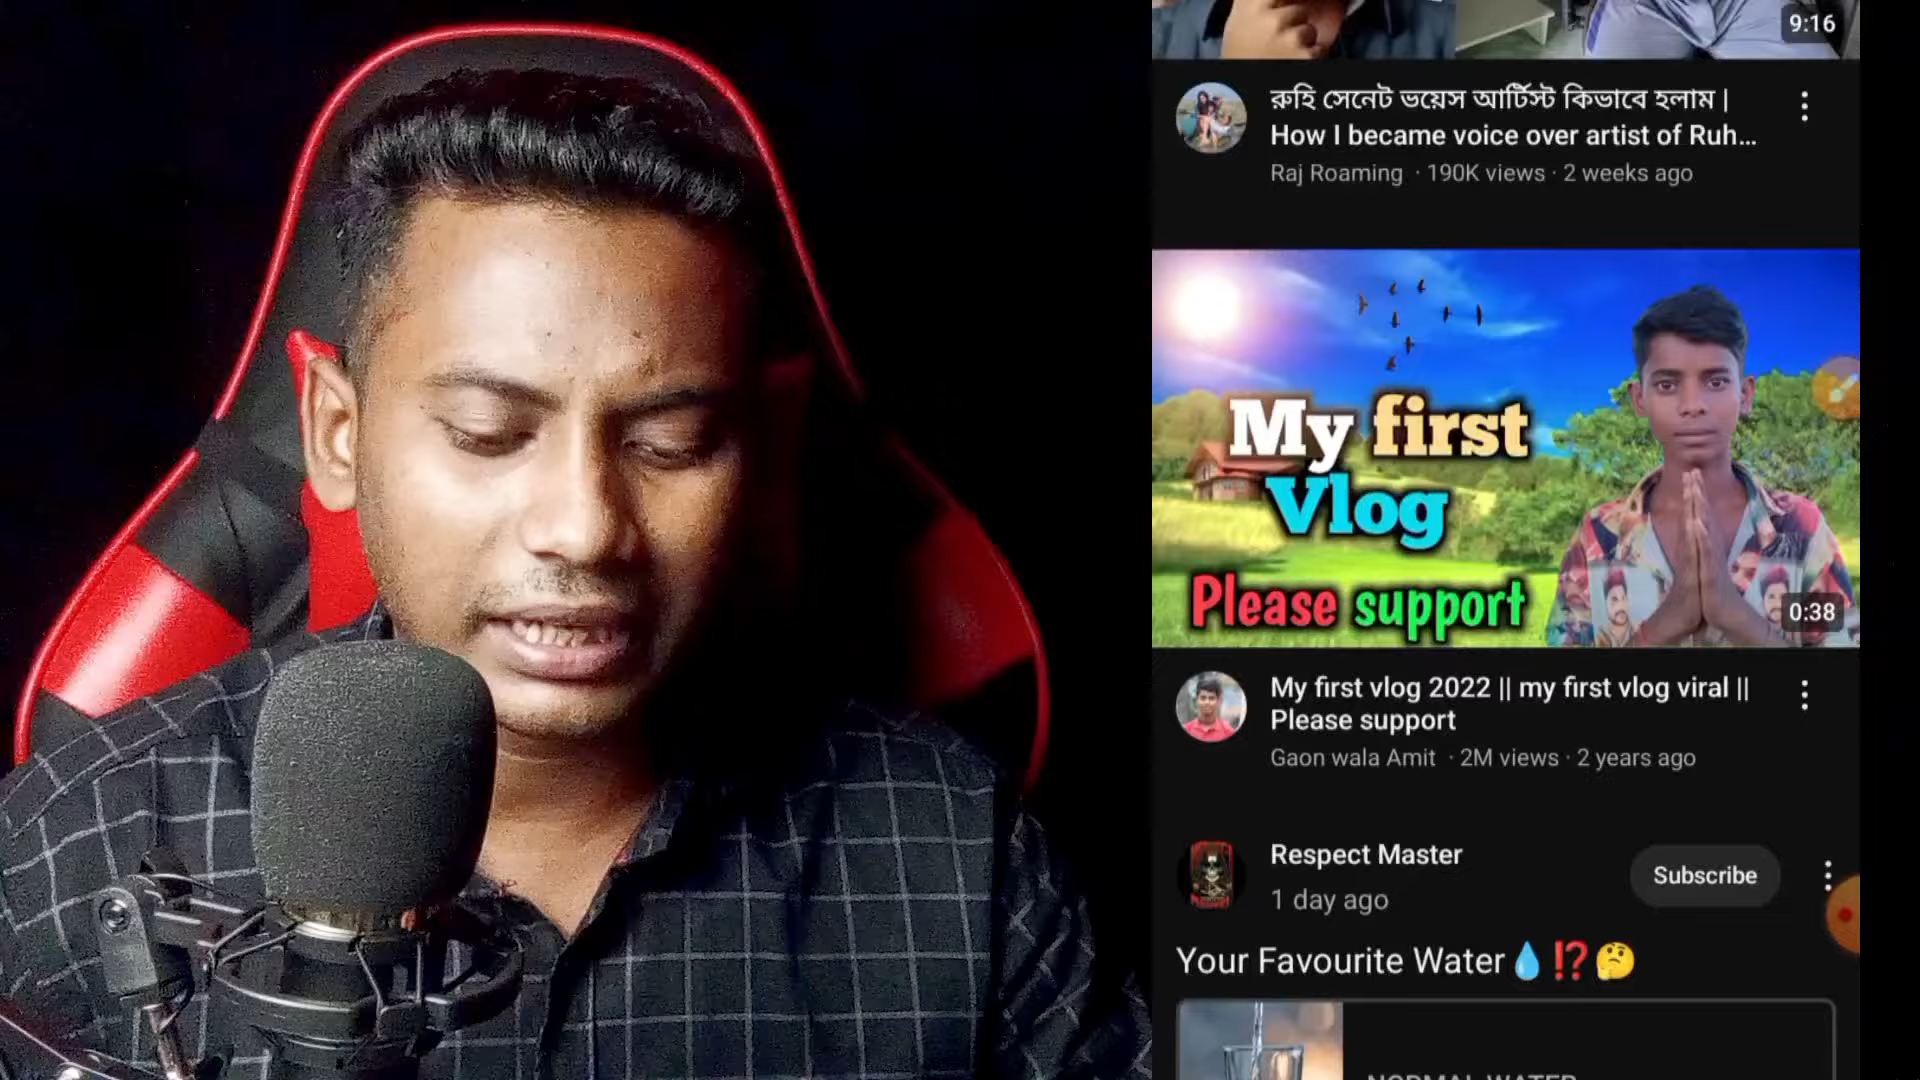 9:16
রুহি সেনেট ভয়েস আর্টিস্ট কিভাবে হলাম |
How I became voice over artist of Ruh...
Raj Roaming · 190K views · 2 weeks ago
My first
Vlog
Please support
0:38
My first vlog 2022 || my first vlog viral ||
Please support
Gaon wala Amit · 2M views · 2 years ago
Respect Master
Subscribe
1 day ago
Your Favourite Water💧⁉️🤔
NORMAL WATER